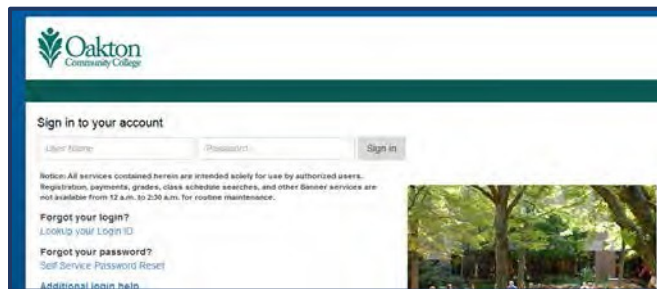 Oakton
Community College
Sign in to your account
User Name
Password
Sign in
Notice: All services contained herein are intended solely for use by authorized users.
Registration, payments, grades, class schedule searches, and other Banner services are
not available from 12 a.m. to 2:30 a.m. for routine maintenance.
Forgot your login?
Lookup your Login ID
Forgot your password?
Self Service Password Reset
Additional login help